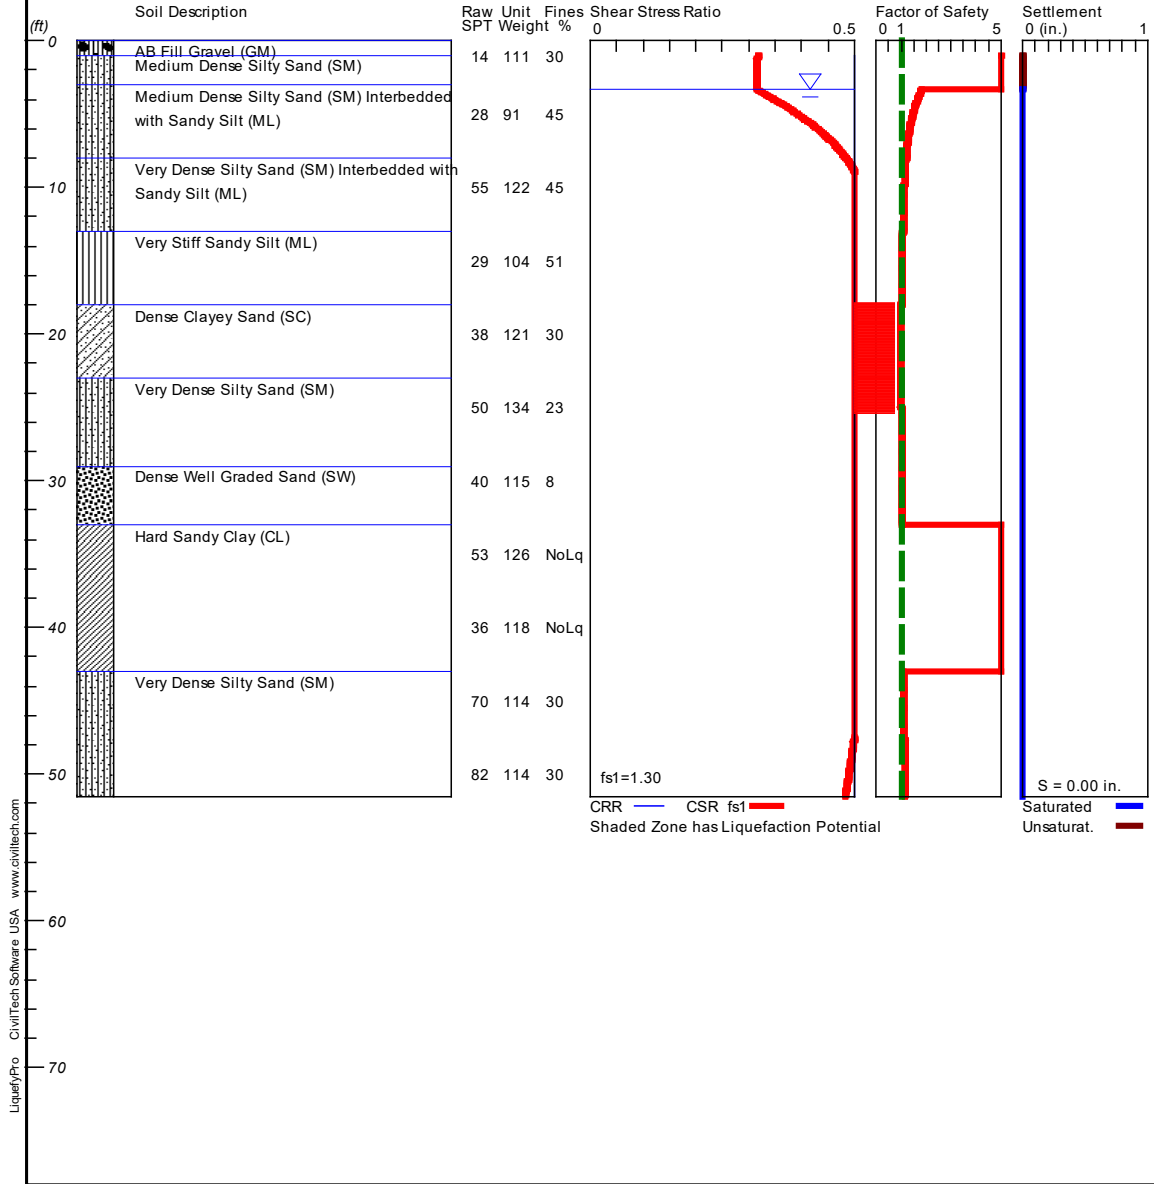 Soil Description Raw Unit Fines Shear Stress Ratio Factor of Safety Settlement
(ft) SPT Weight % 0 0.5 0 1 5 (in.)
0 1
0 AB Fill Gravel (GM) 14 111 30
Medium Dense Silty Sand (SM)
Medium Dense Silty Sand (SM) Interbedded
with Sandy Silt (ML) 28 91 45
Very Dense Silty Sand (SM) Interbedded with
10 Sandy Silt (ML) 55 122 45
Very Stiff Sandy Silt (ML)
29 104 51
Dense Clayey Sand (SC)
20 38 121 30
Very Dense Silty Sand (SM)
50 134 23
30 Dense Well Graded Sand (SW) 40 115 8
Hard Sandy Clay (CL)
53 126 NoLq
40 36 118 NoLq
Very Dense Silty Sand (SM)
70 114 30
50 82 114 30 fs1=1.30 S = 0.00 in.
CRR CSR fs1 Saturated
Shaded Zone has Liquefaction Potential Unsaturat.
60
70
LiquefyPro CivilTech Software USA www.civiltech.com